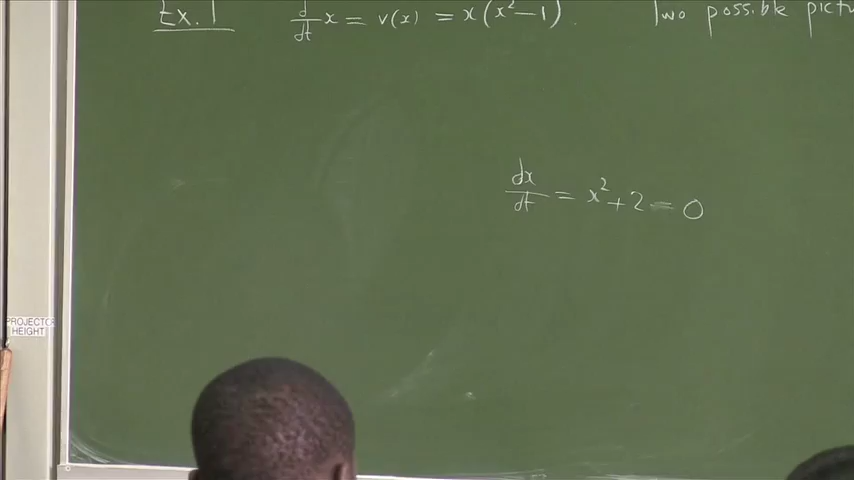 Ex. 1 d/dt x = v(x) = x(x² - 1). Two possible pictu
dx/dt = x² + 2 = 0
PROJECTOR
HEIGHT